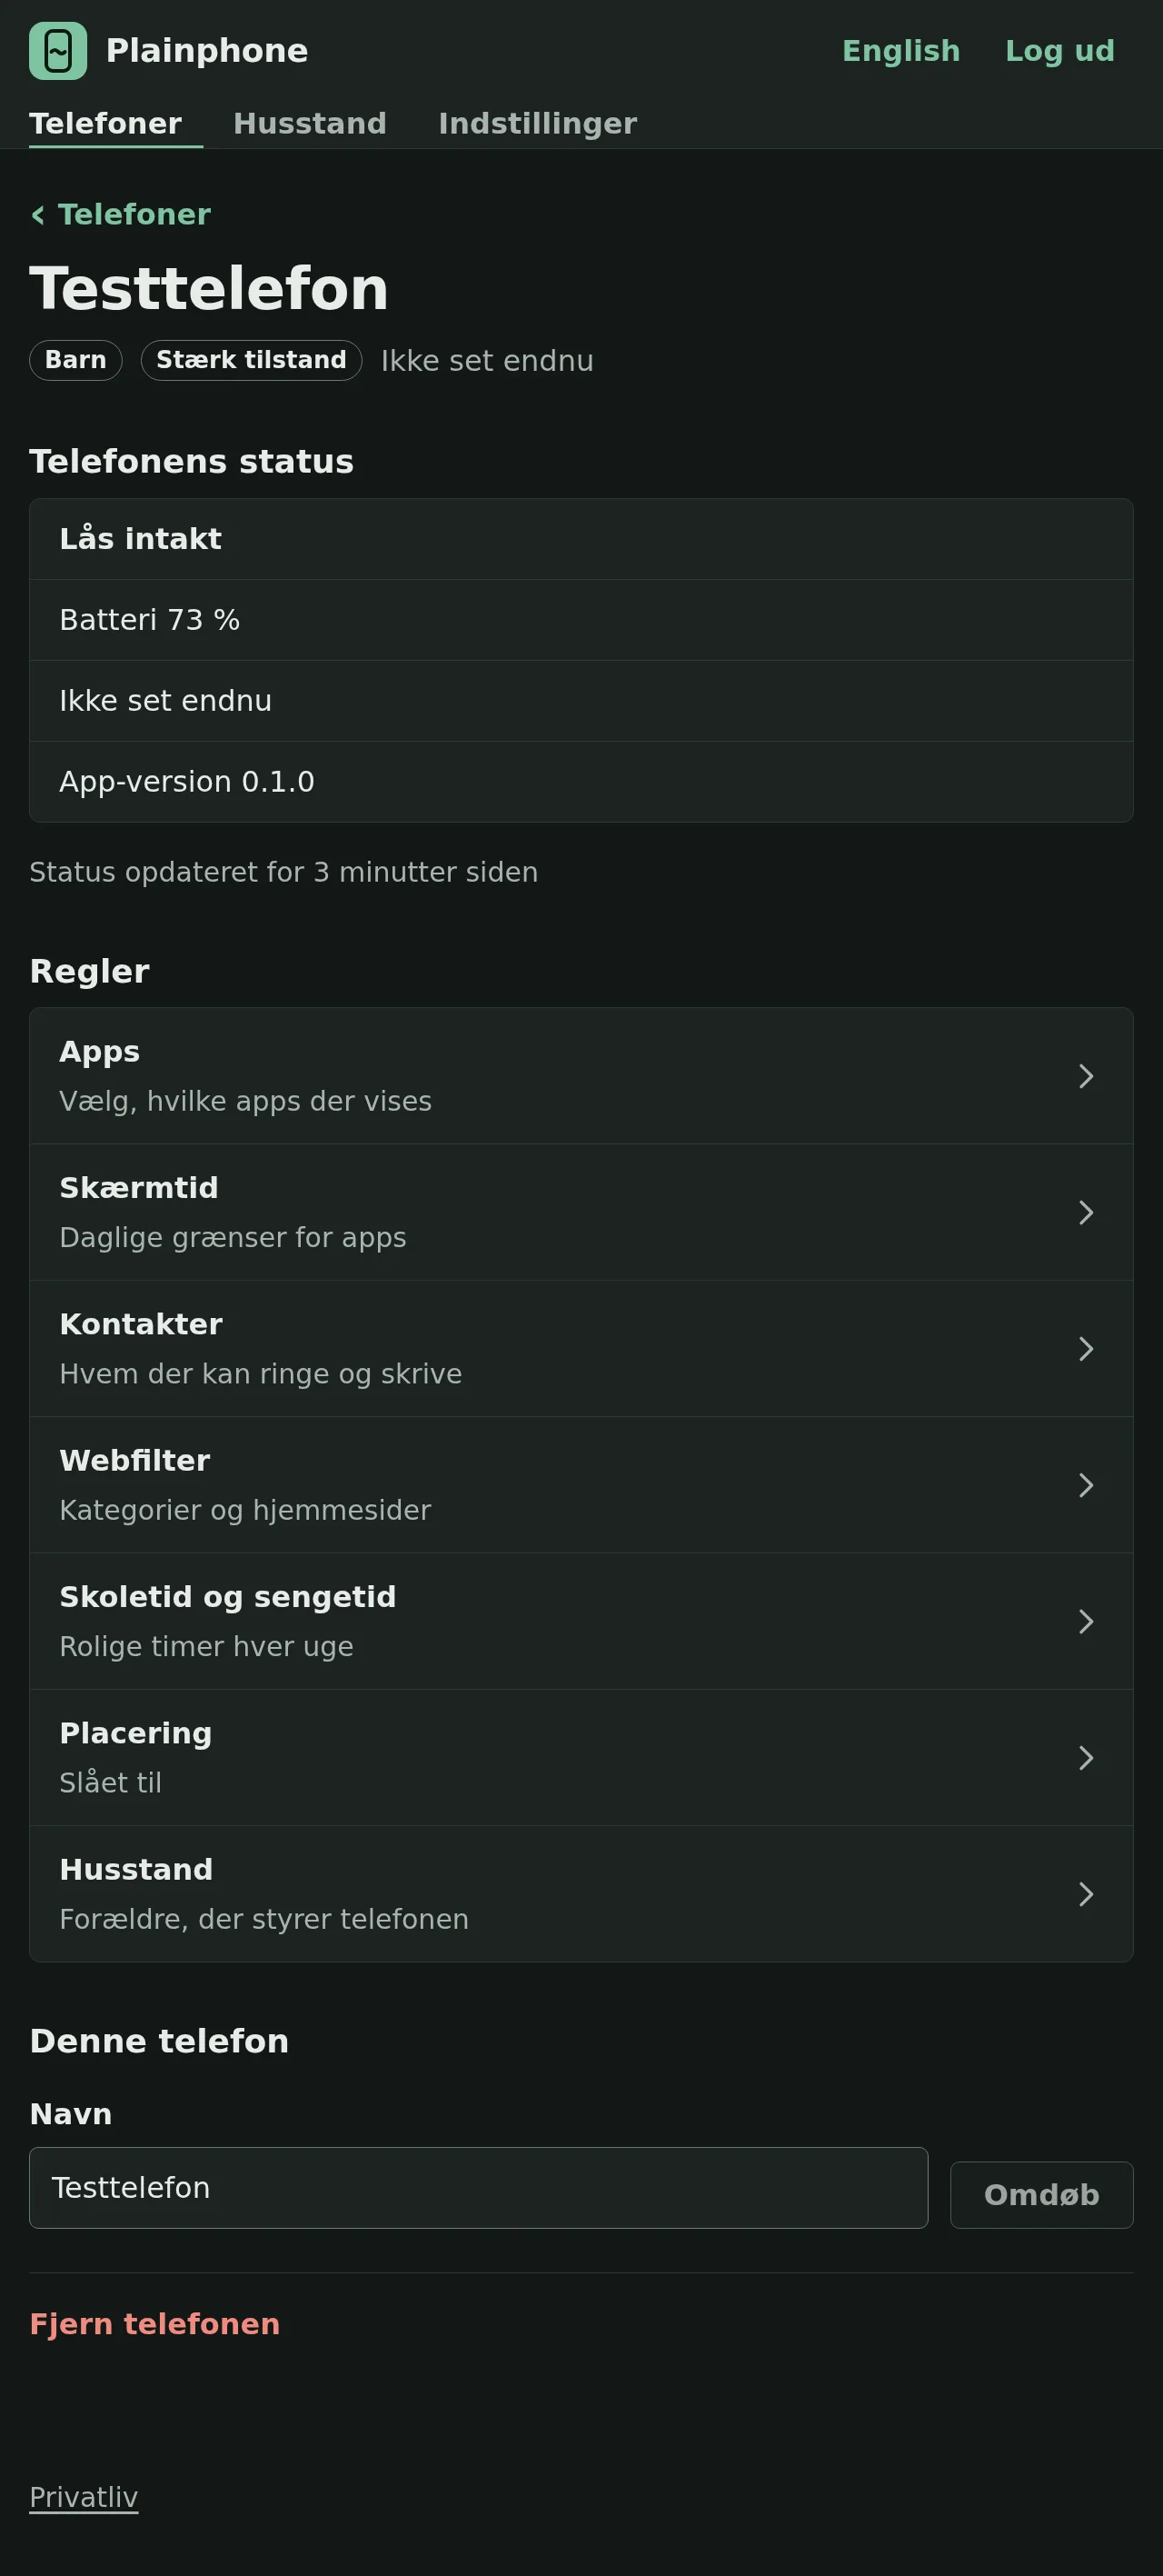 Plainphone
English
Log ud
Telefoner
Husstand
Indstillinger
‹ Telefoner
Testtelefon
Barn
Stærk tilstand
Ikke set endnu
Telefonens status
Lås intakt
Batteri 73 %
Ikke set endnu
App-version 0.1.0
Status opdateret for 3 minutter siden
Regler
Apps
Vælg, hvilke apps der vises
Skærmtid
Daglige grænser for apps
Kontakter
Hvem der kan ringe og skrive
Webfilter
Kategorier og hjemmesider
Skoletid og sengetid
Rolige timer hver uge
Placering
Slået til
Husstand
Forældre, der styrer telefonen
Denne telefon
Navn
Testtelefon
Omdøb
Fjern telefonen
Privatliv